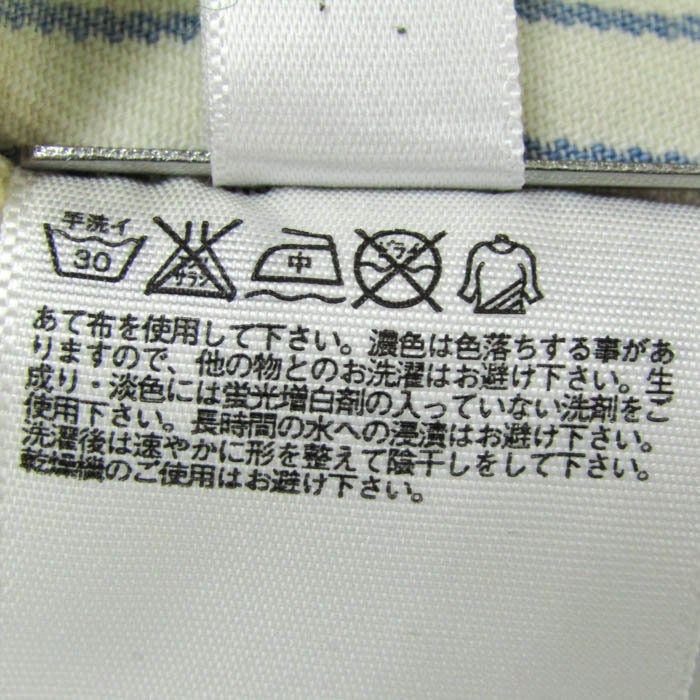 手洗イ
30
サラシ
中
ドライ
あて布を使用して下さい。濃色は色落ちする事があ
りますので、他の物とのお洗濯はお避け下さい。生
成り・淡色には蛍光増白剤の入っていない洗剤をご
使用下さい。長時間の水への浸漬はお避け下さい。
洗濯後は速やかに形を整えて陰干しをして下さい。
乾燥機のご使用はお避け下さい。